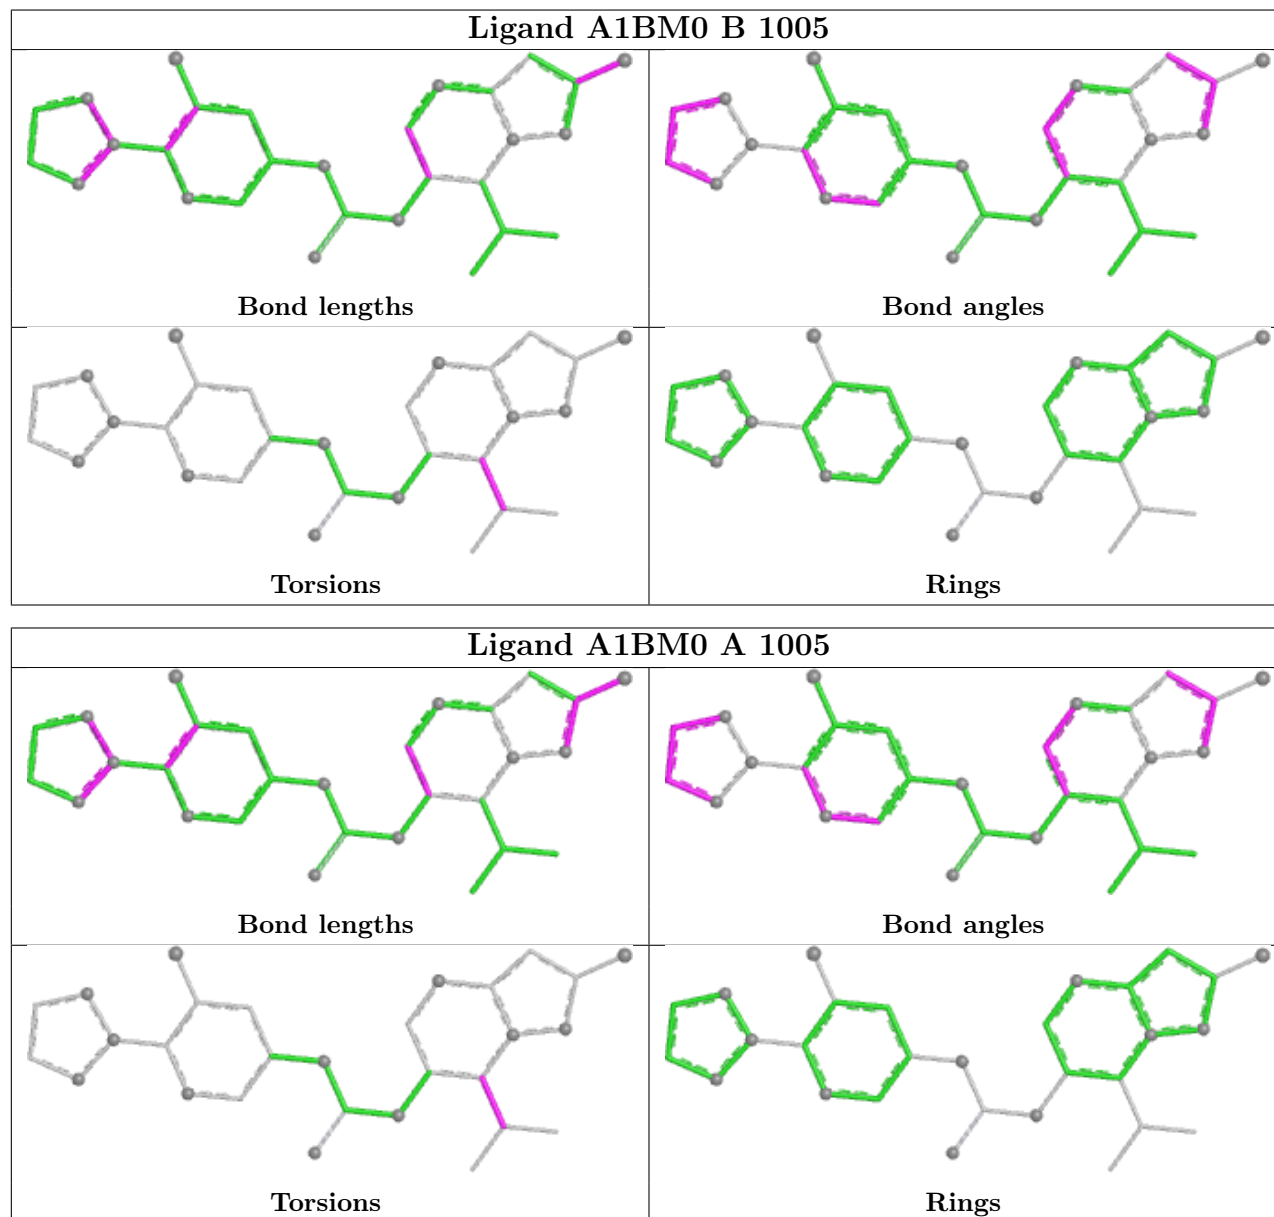 Ligand A1BM0 B 1005
Bond lengths Bond angles
Torsions Rings
Ligand A1BM0 A 1005
Bond lengths Bond angles
Torsions Rings